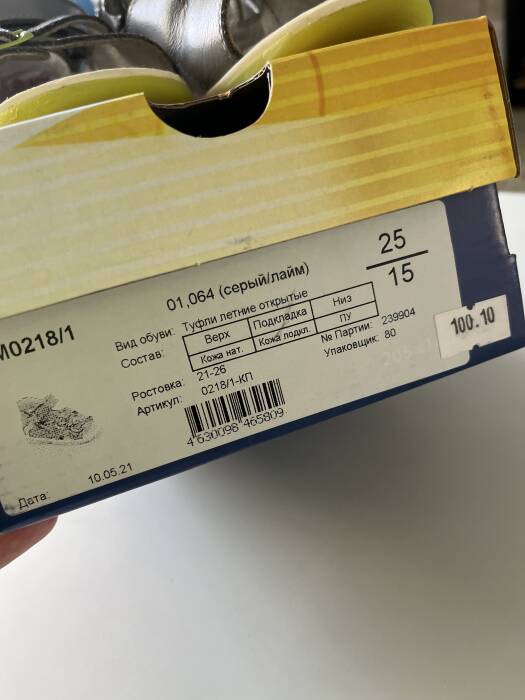 01,064 (серый/лайм)
25
15
М0218/1
Вид обуви: Туфли летние открытые
Состав:
Верх Подкладка Низ
Кожа нат. Кожа подкл. ПУ
Ростовка: 21-26
№ Партии: 239904
Артикул: 0218/1-КП
Упаковщик: 80
4 630098 465809
Дата: 10.05.21
100.10